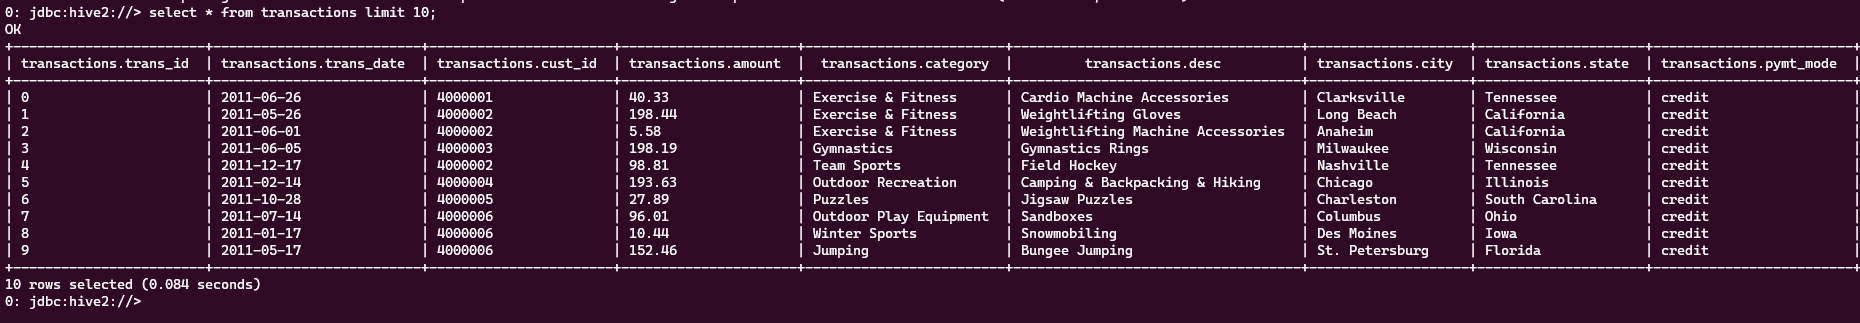 0: jdbc:hive2://> select * from transactions limit 10;
OK
+------------------------+--------------------------+-----------------------+----------------------+-------------------------+------------------------------------+--------------------+---------------------+-------------------------+
| transactions.trans_id | transactions.trans_date | transactions.cust_id | transactions.amount | transactions.category | transactions.desc | transactions.city | transactions.state | transactions.pymt_mode |
+------------------------+--------------------------+-----------------------+----------------------+-------------------------+------------------------------------+--------------------+---------------------+-------------------------+
| 0 | 2011-06-26 | 4000001 | 40.33 | Exercise & Fitness | Cardio Machine Accessories | Clarksville | Tennessee | credit |
| 1 | 2011-05-26 | 4000002 | 198.44 | Exercise & Fitness | Weightlifting Gloves | Long Beach | California | credit |
| 2 | 2011-06-01 | 4000002 | 5.58 | Exercise & Fitness | Weightlifting Machine Accessories | Anaheim | California | credit |
| 3 | 2011-06-05 | 4000003 | 198.19 | Gymnastics | Gymnastics Rings | Milwaukee | Wisconsin | credit |
| 4 | 2011-12-17 | 4000002 | 98.81 | Team Sports | Field Hockey | Nashville | Tennessee | credit |
| 5 | 2011-02-14 | 4000004 | 193.63 | Outdoor Recreation | Camping & Backpacking & Hiking | Chicago | Illinois | credit |
| 6 | 2011-10-28 | 4000005 | 27.89 | Puzzles | Jigsaw Puzzles | Charleston | South Carolina | credit |
| 7 | 2011-07-14 | 4000006 | 96.01 | Outdoor Play Equipment | Sandboxes | Columbus | Ohio | credit |
| 8 | 2011-01-17 | 4000006 | 10.44 | Winter Sports | Snowmobiling | Des Moines | Iowa | credit |
| 9 | 2011-05-17 | 4000006 | 152.46 | Jumping | Bungee Jumping | St. Petersburg | Florida | credit |
+------------------------+--------------------------+-----------------------+----------------------+-------------------------+------------------------------------+--------------------+---------------------+-------------------------+
10 rows selected (0.084 seconds)
0: jdbc:hive2://>